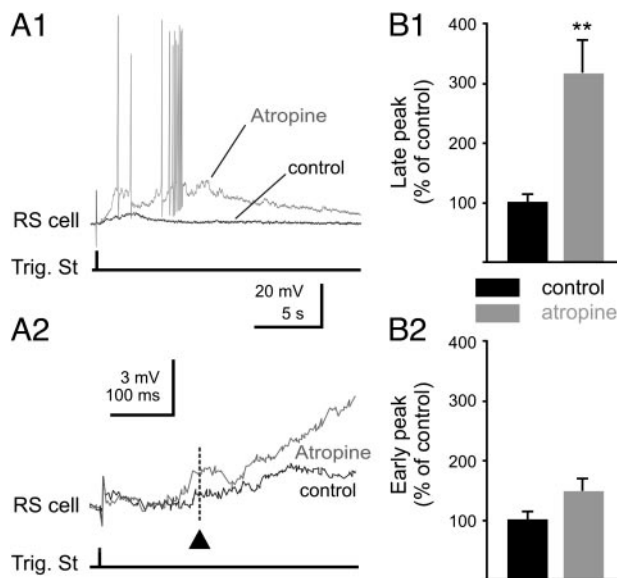 A1
Atropine
control
RS cell
Trig. St
20 mV
5 s
A2
3 mV
100 ms
Atropine
control
RS cell
Trig. St
B1
400
300
200
100
Late peak
(% of control)
**
control
atropine
B2
400
300
200
100
Early peak
(% of control)